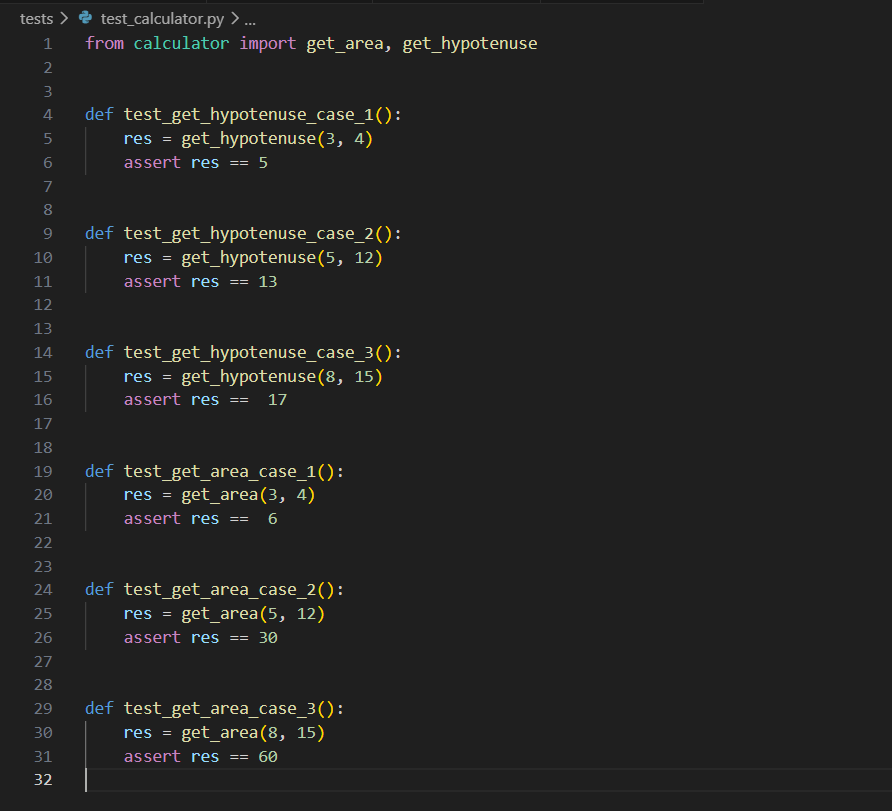 tests > test_calculator.py > ...
1 from calculator import get_area, get_hypotenuse
2
3
4 def test_get_hypotenuse_case_1():
5     res = get_hypotenuse(3, 4)
6     assert res == 5
7
8
9 def test_get_hypotenuse_case_2():
10     res = get_hypotenuse(5, 12)
11     assert res == 13
12
13
14 def test_get_hypotenuse_case_3():
15     res = get_hypotenuse(8, 15)
16     assert res ==  17
17
18
19 def test_get_area_case_1():
20     res = get_area(3, 4)
21     assert res ==  6
22
23
24 def test_get_area_case_2():
25     res = get_area(5, 12)
26     assert res == 30
27
28
29 def test_get_area_case_3():
30     res = get_area(8, 15)
31     assert res == 60
32